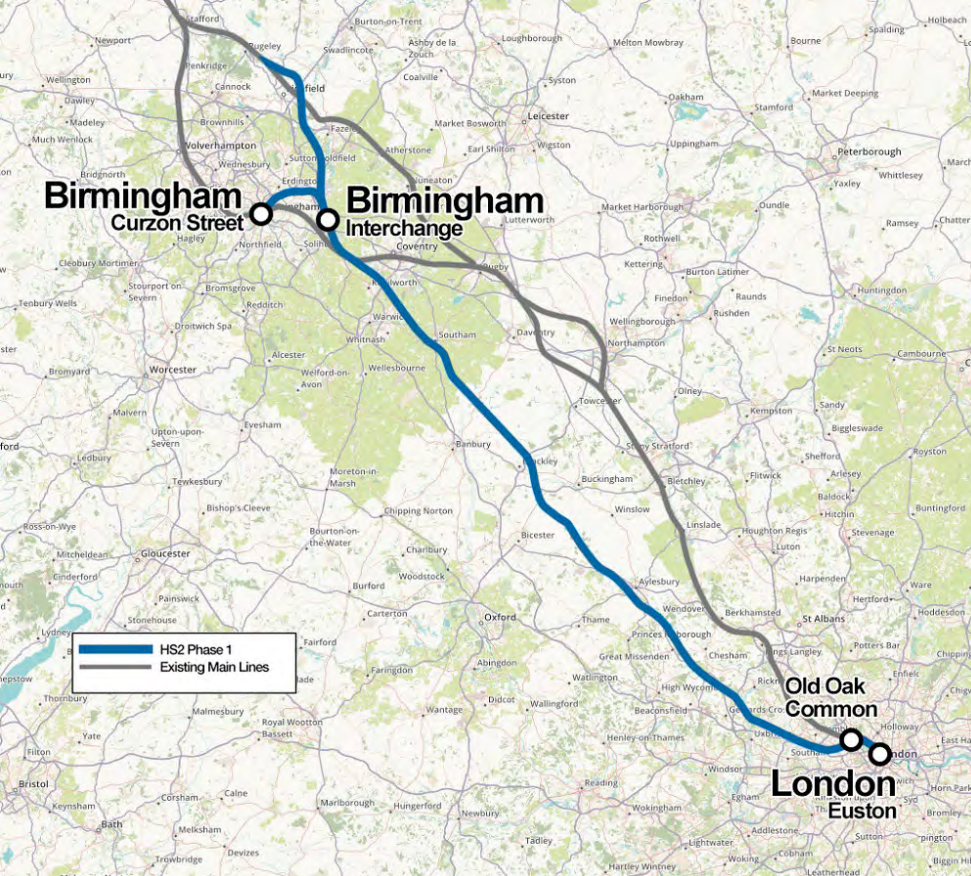 Stafford
Burton-on-Trent
Holbeach
Spalding
Newport
Rugeley
Swadlincote
Ashby de la
Zouch
Loughborough
Melton Mowbray
Bourne
Penkridge
Wellington
Cannock
Coalville
Syston
Oakham
Market Deeping
Stamford
Dawley
Madeley
Brownhills
Market Bosworth
Leicester
Much Wenlock
Wolverhampton
Atherstone
Earl Shilton
Wigston
Uppingham
Peterborough
Wednesbury
Whittlesey
Bridgnorth
Yaxley
Erdington
Nuneaton
Birmingham
Curzon Street
Birmingham
Interchange
Lutterworth
Market Harborough
Oundle
Ramsey
Hagley
Northfield
Coventry
Rothwell
Cleobury Mortimer
Kettering
Burton Latimer
Rugby
Stourport on
Severn
Bromsgrove
Huntingdon
Tenbury Wells
Redditch
Finedon
Raunds
Rushden
Droitwich Spa
Whitnash
Southam
Daventry
Wellingborough
Northampton
St Neots
Cambourne
Alcester
Bromyard
Worcester
Wellesbourne
Olney
Towcester
Kempston
Sandy
Malvern
Evesham
Biggleswade
Upton-upon-
Severn
Banbury
Stony Stratford
Ledbury
Shefford
Royston
Moreton-in
Marsh
Flitwick
Arlesey
Tewkesbury
Buckingham
Bletchley
Baldock
Bishop's Cleeve
Chipping Norton
Winslow
Hitchin
Buntingford
Ross-on-Wye
Bourton-on-
the-Water
Bicester
Linslade
Houghton Regis
Stevenage
Luton
Mitcheldean
Gloucester
Charlbury
Cinderford
Woodstock
Aylesbury
Harpenden
Ware
Painswick
Burford
Hertford
Stonehouse
Carterton
Oxford
Thame
Wendover
Berkhamsted
St Albans
Hoddesdon
Lydney
Princes Risborough
HS2 Phase 1
Existing Main Lines
Fairford
Great Missenden
Chesham
Potters Bar
Abingdon
Faringdon
Watlington
Enfield
Thornbury
Malmesbury
Wantage
Didcot
Wallingford
High Wycombe
Old Oak
Common
Royal Wootton
Bassett
Beaconsfield
Holloway
Yate
Henley-on-Thames
Filton
Windsor
Bristol
Reading
London
Euston
Calne
Corsham
Marlborough
Hungerford
Egham
Keynsham
Newbury
Wokingham
Bromley
Bath
Melksham
Addlestone
Sutton
Devizes
Tadley
Lightwater
Cobham
Trowbridge
Woking
Hartley Wintney
Leatherhead